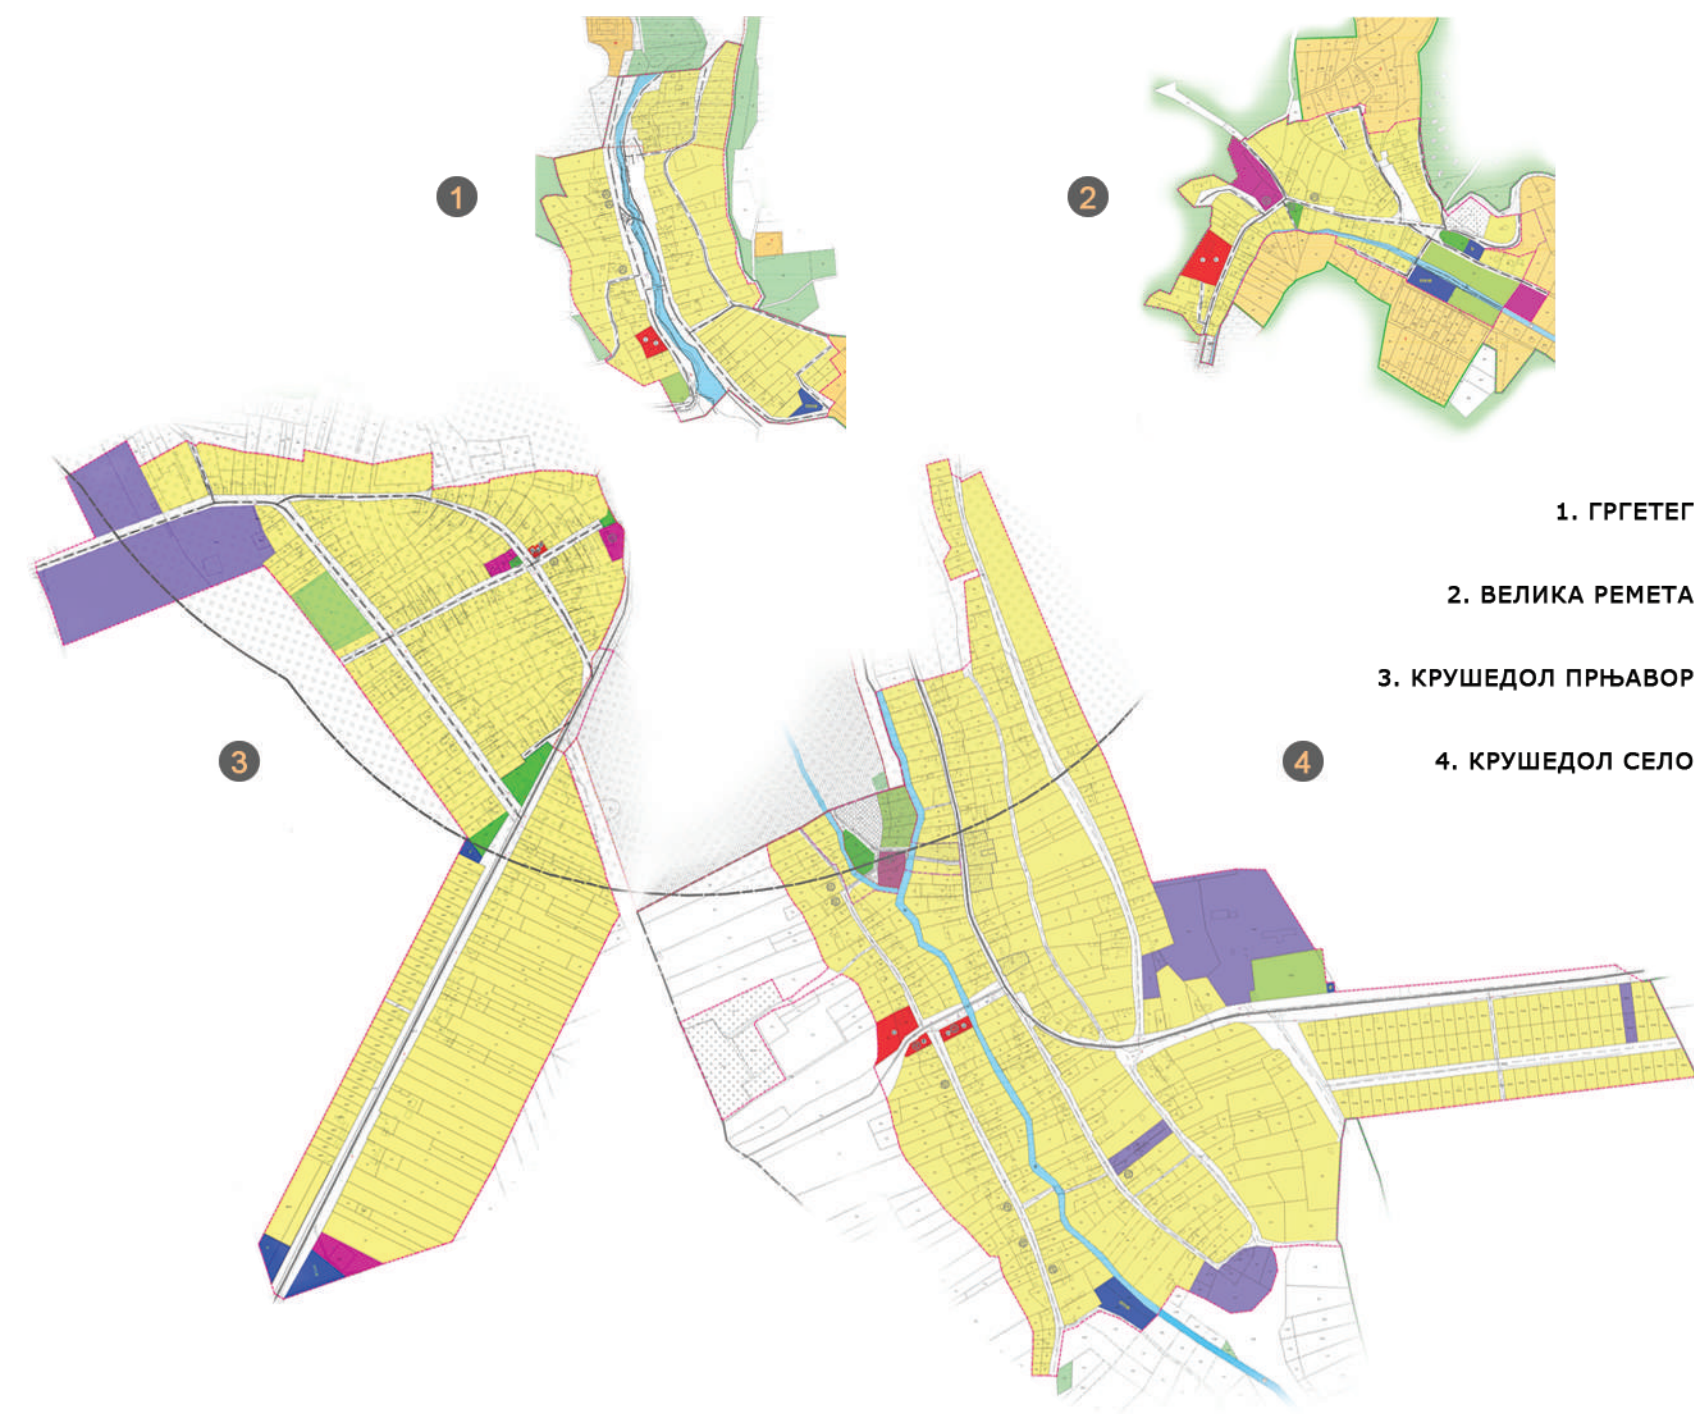 1
2
1. ГРГЕТЕГ
2. ВЕЛИКА РЕМЕТА
3. КРУШЕДОЛ ПРЊАВОР
3
4
4. КРУШЕДОЛ СЕЛО